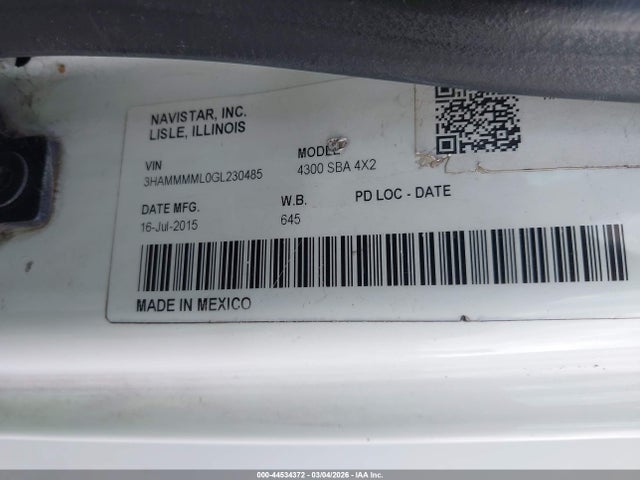 NAVISTAR, INC.
LISLE, ILLINOIS
VIN
3HAMMMML0GL230485
MODEL
4300 SBA 4X2
DATE MFG.
16-Jul-2015
W.B.
645
PD LOC - DATE
MADE IN MEXICO
000-44534372 - 03/04/2026 - IAA Inc.